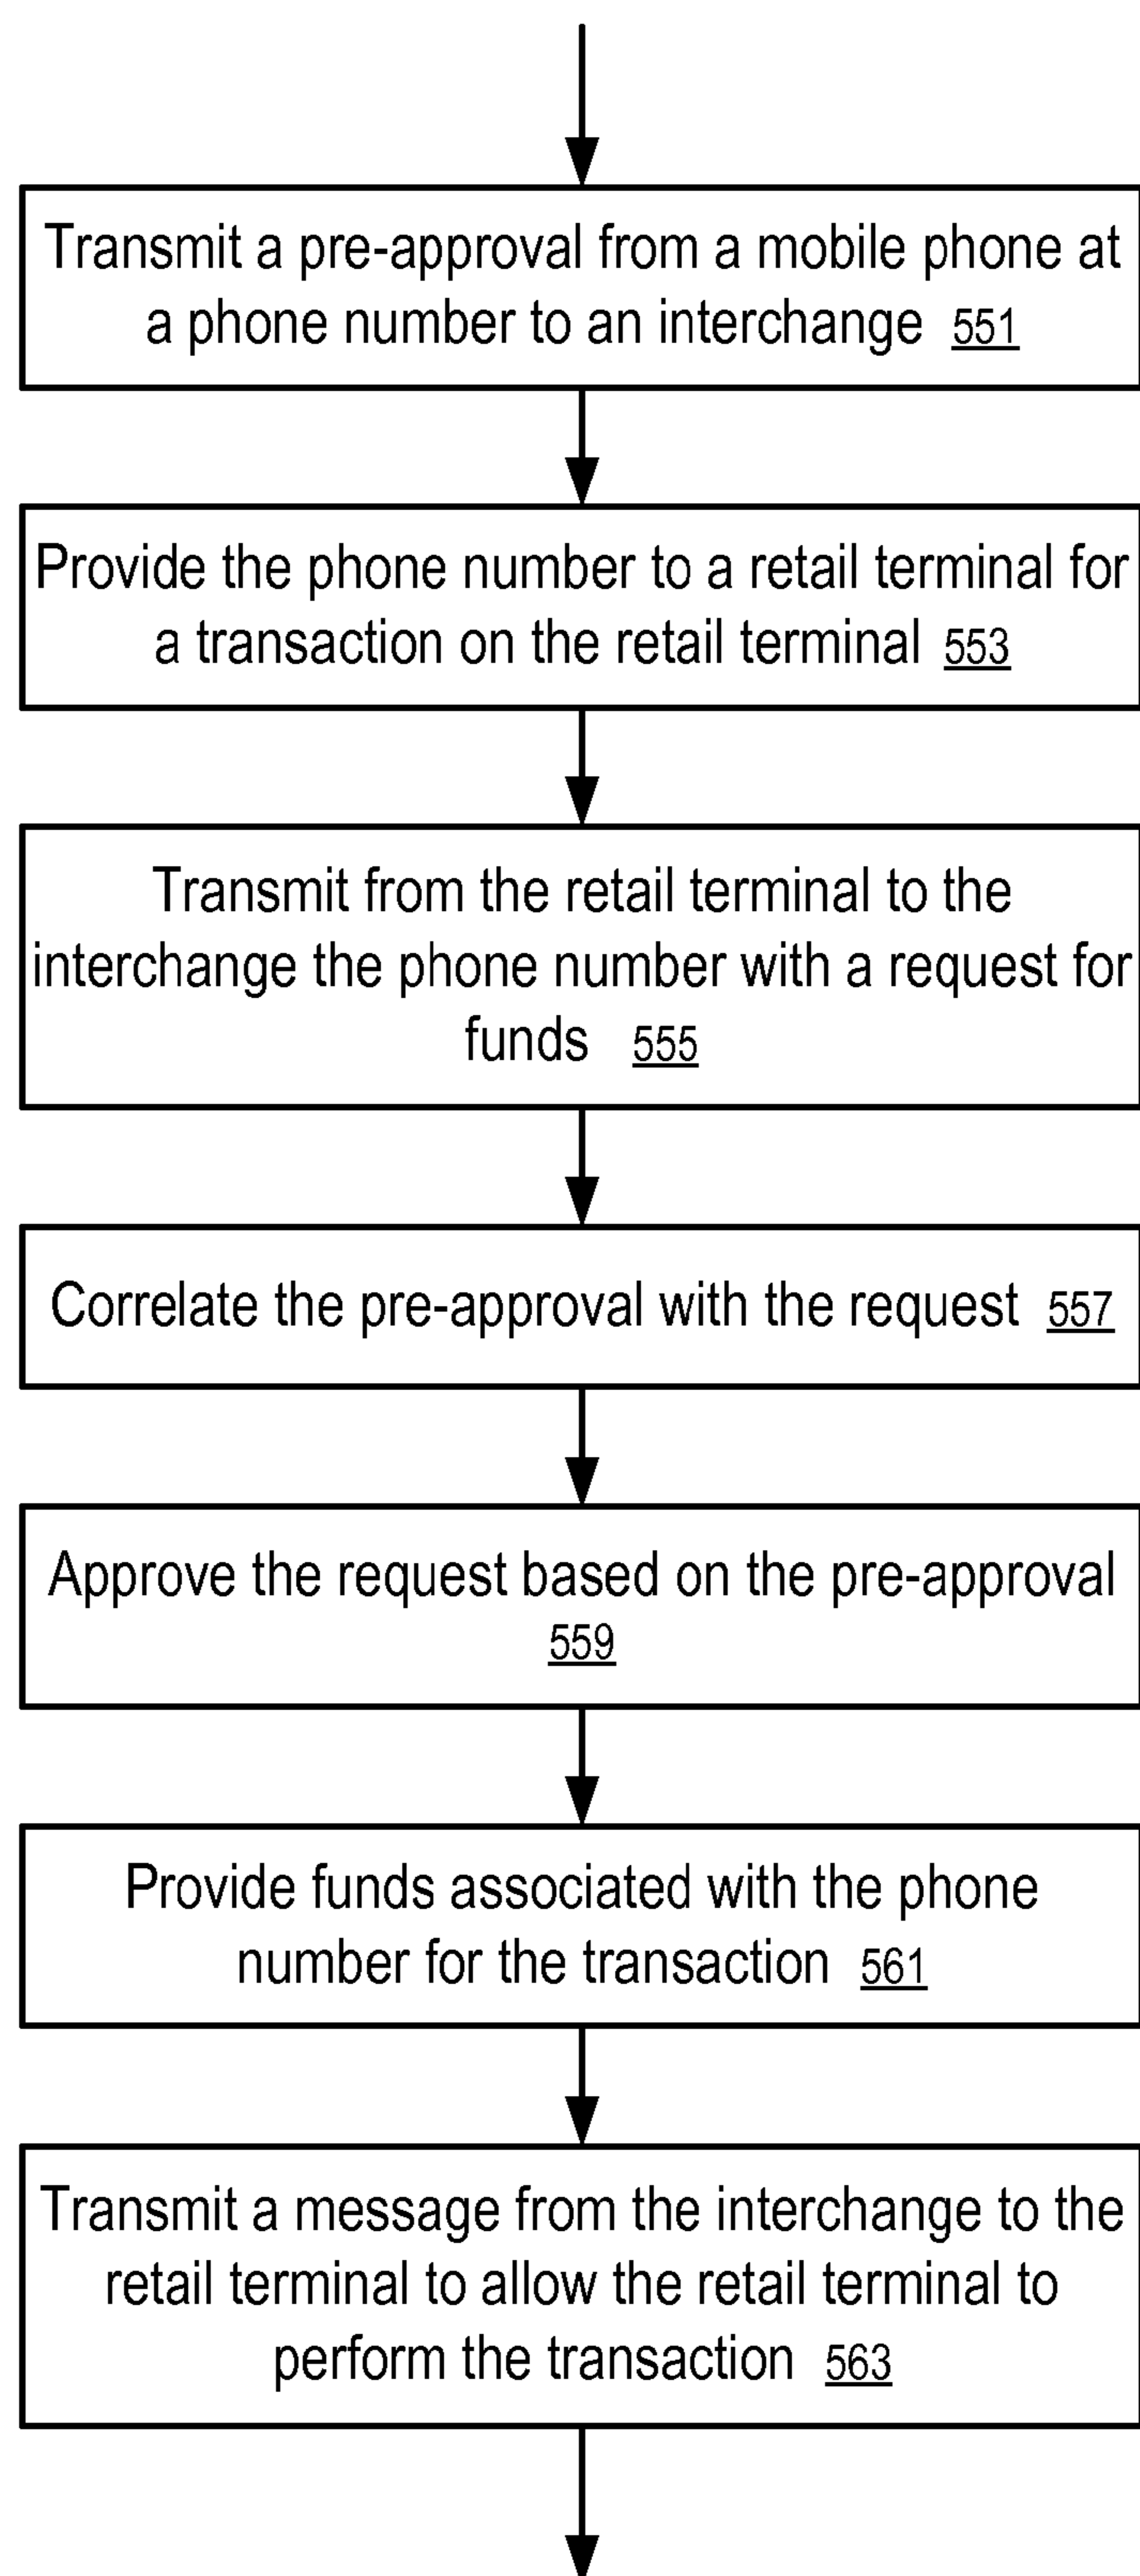 Transmit a pre-approval from a mobile phone at
a phone number to an interchange 551
Provide the phone number to a retail terminal for
a transaction on the retail terminal 553
Transmit from the retail terminal to the
interchange the phone number with a request for
funds 555
Correlate the pre-approval with the request 557
Approve the request based on the pre-approval
559
Provide funds associated with the phone
number for the transaction 561
Transmit a message from the interchange to the
retail terminal to allow the retail terminal to
perform the transaction 563